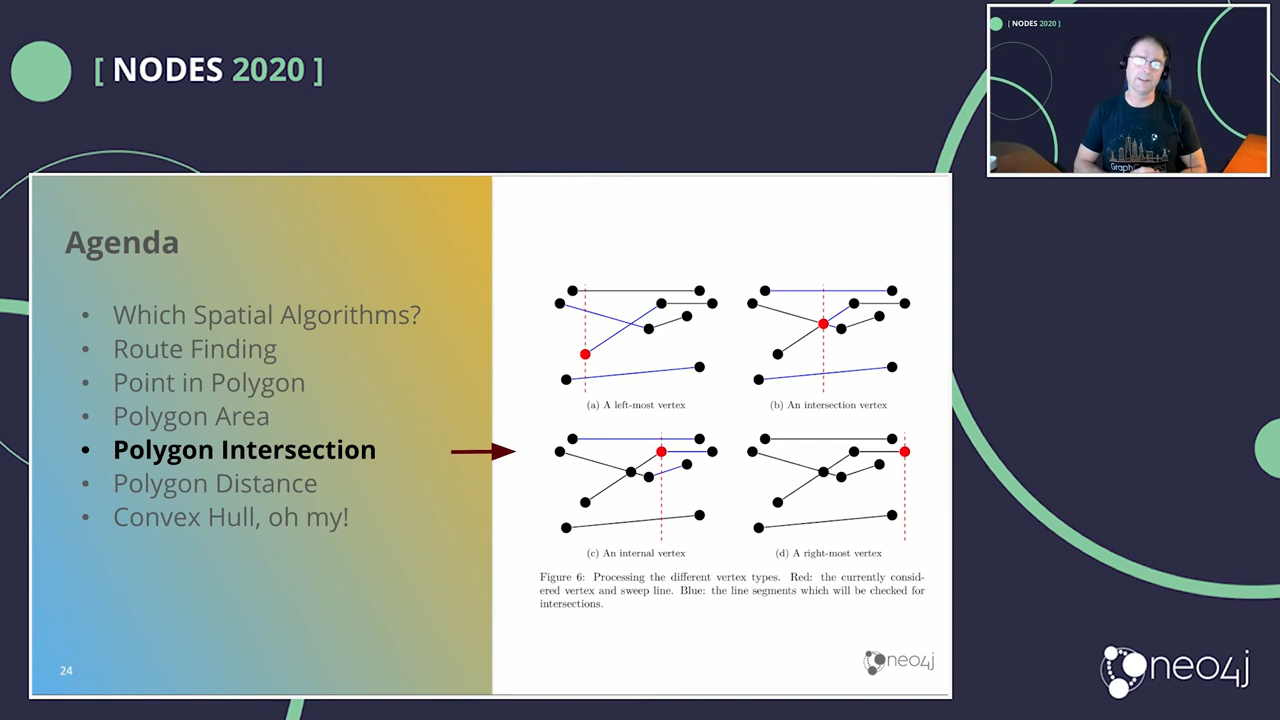 [ NODES 2020 ]
[ NODES 2020 ]
Agenda
• Which Spatial Algorithms?
• Route Finding
• Point in Polygon
• Polygon Area
• Polygon Intersection
• Polygon Distance
• Convex Hull, oh my!
24
(a) A left-most vertex
(b) An intersection vertex
(c) An internal vertex
(d) A right-most vertex
Figure 6: Processing the different vertex types. Red: the currently consid-
ered vertex and sweep line. Blue: the line segments which will be checked for
intersections.
neo4j
neo4j